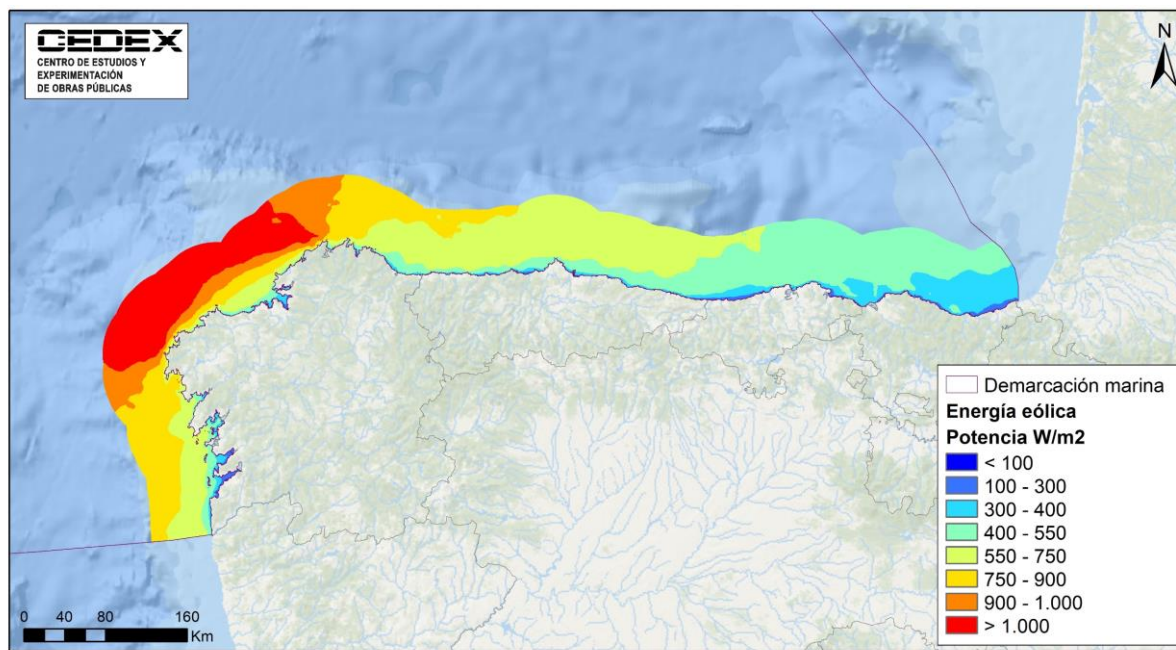 CEDEX
CENTRO DE ESTUDIOS Y
EXPERIMENTACIÓN
DE OBRAS PÚBLICAS
N
Demarcación marina
Energía eólica
Potencia W/m2
< 100
100 - 300
300 - 400
400 - 550
550 - 750
750 - 900
900 - 1.000
> 1.000
0 40 80 160
Km